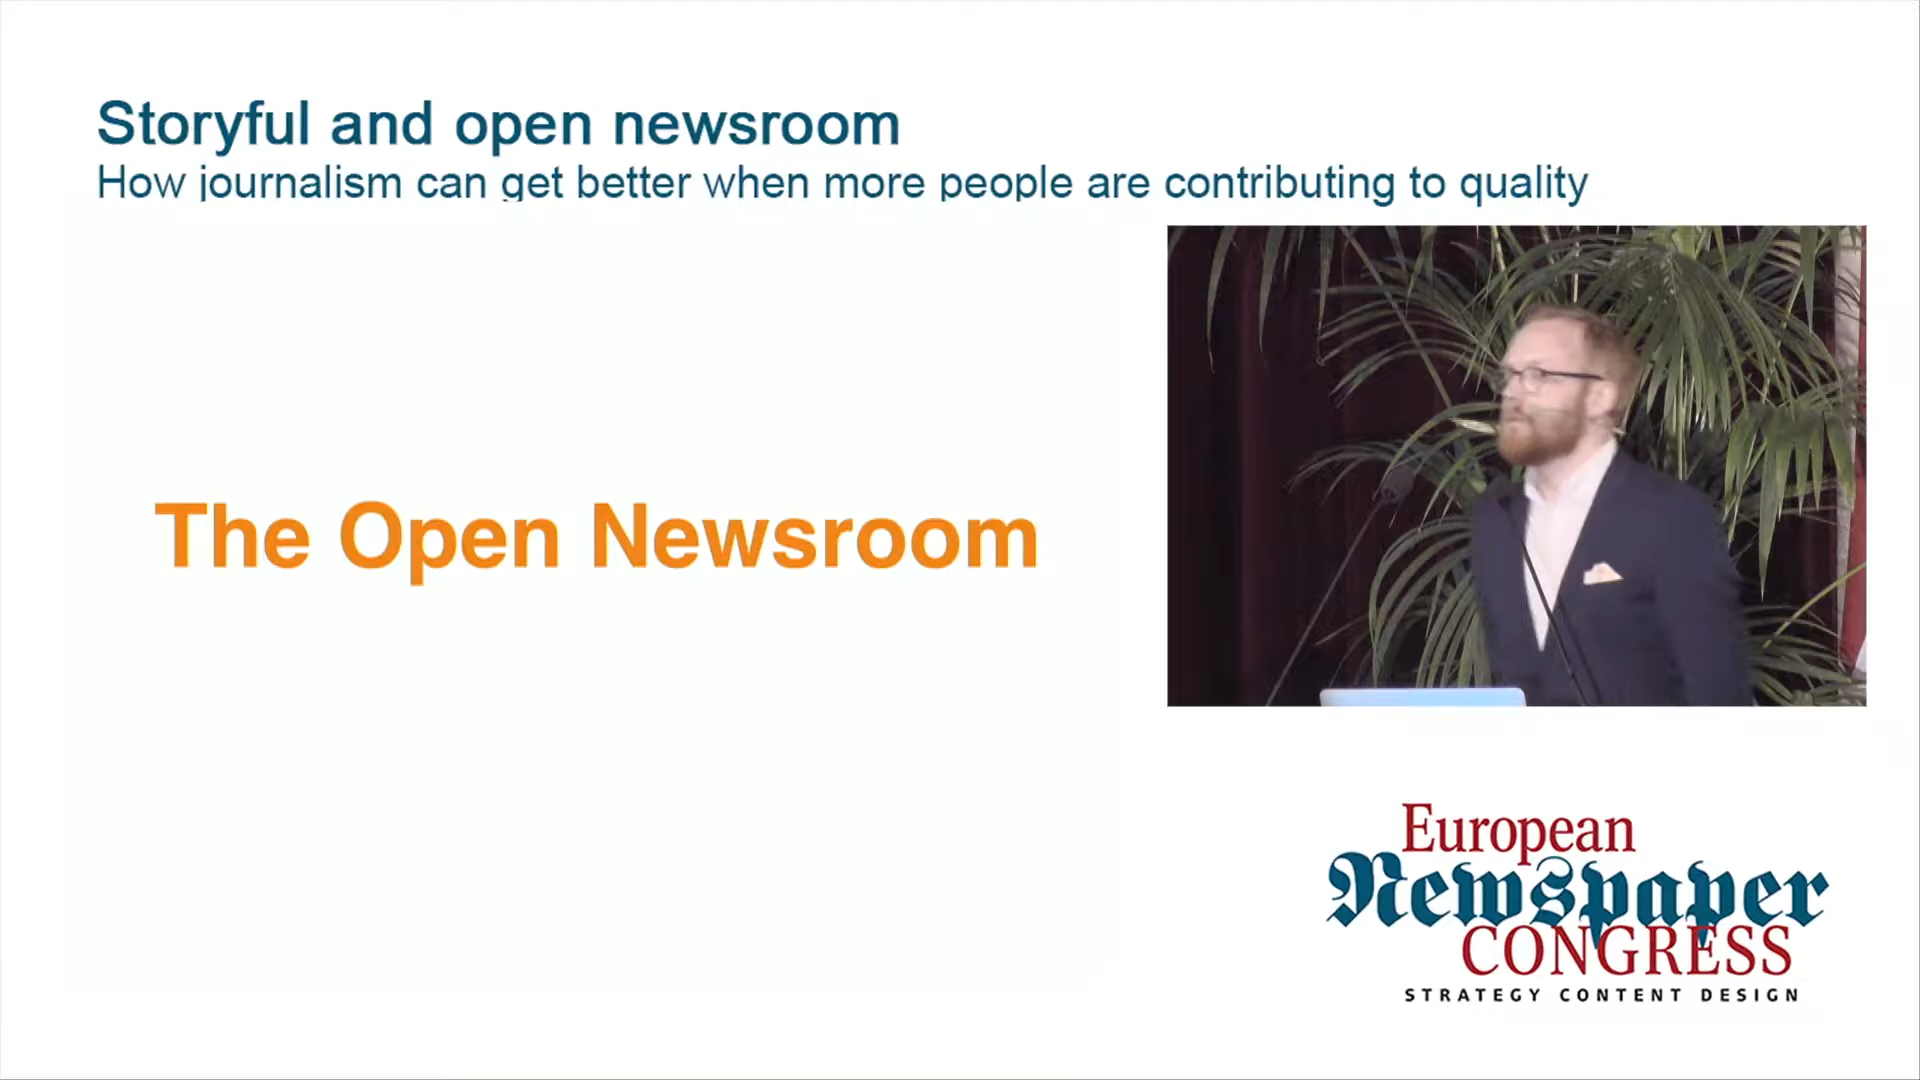 Storyful and open newsroom
How journalism can get better when more people are contributing to quality
The Open Newsroom
European
Newspaper
CONGRESS
STRATEGY CONTENT DESIGN